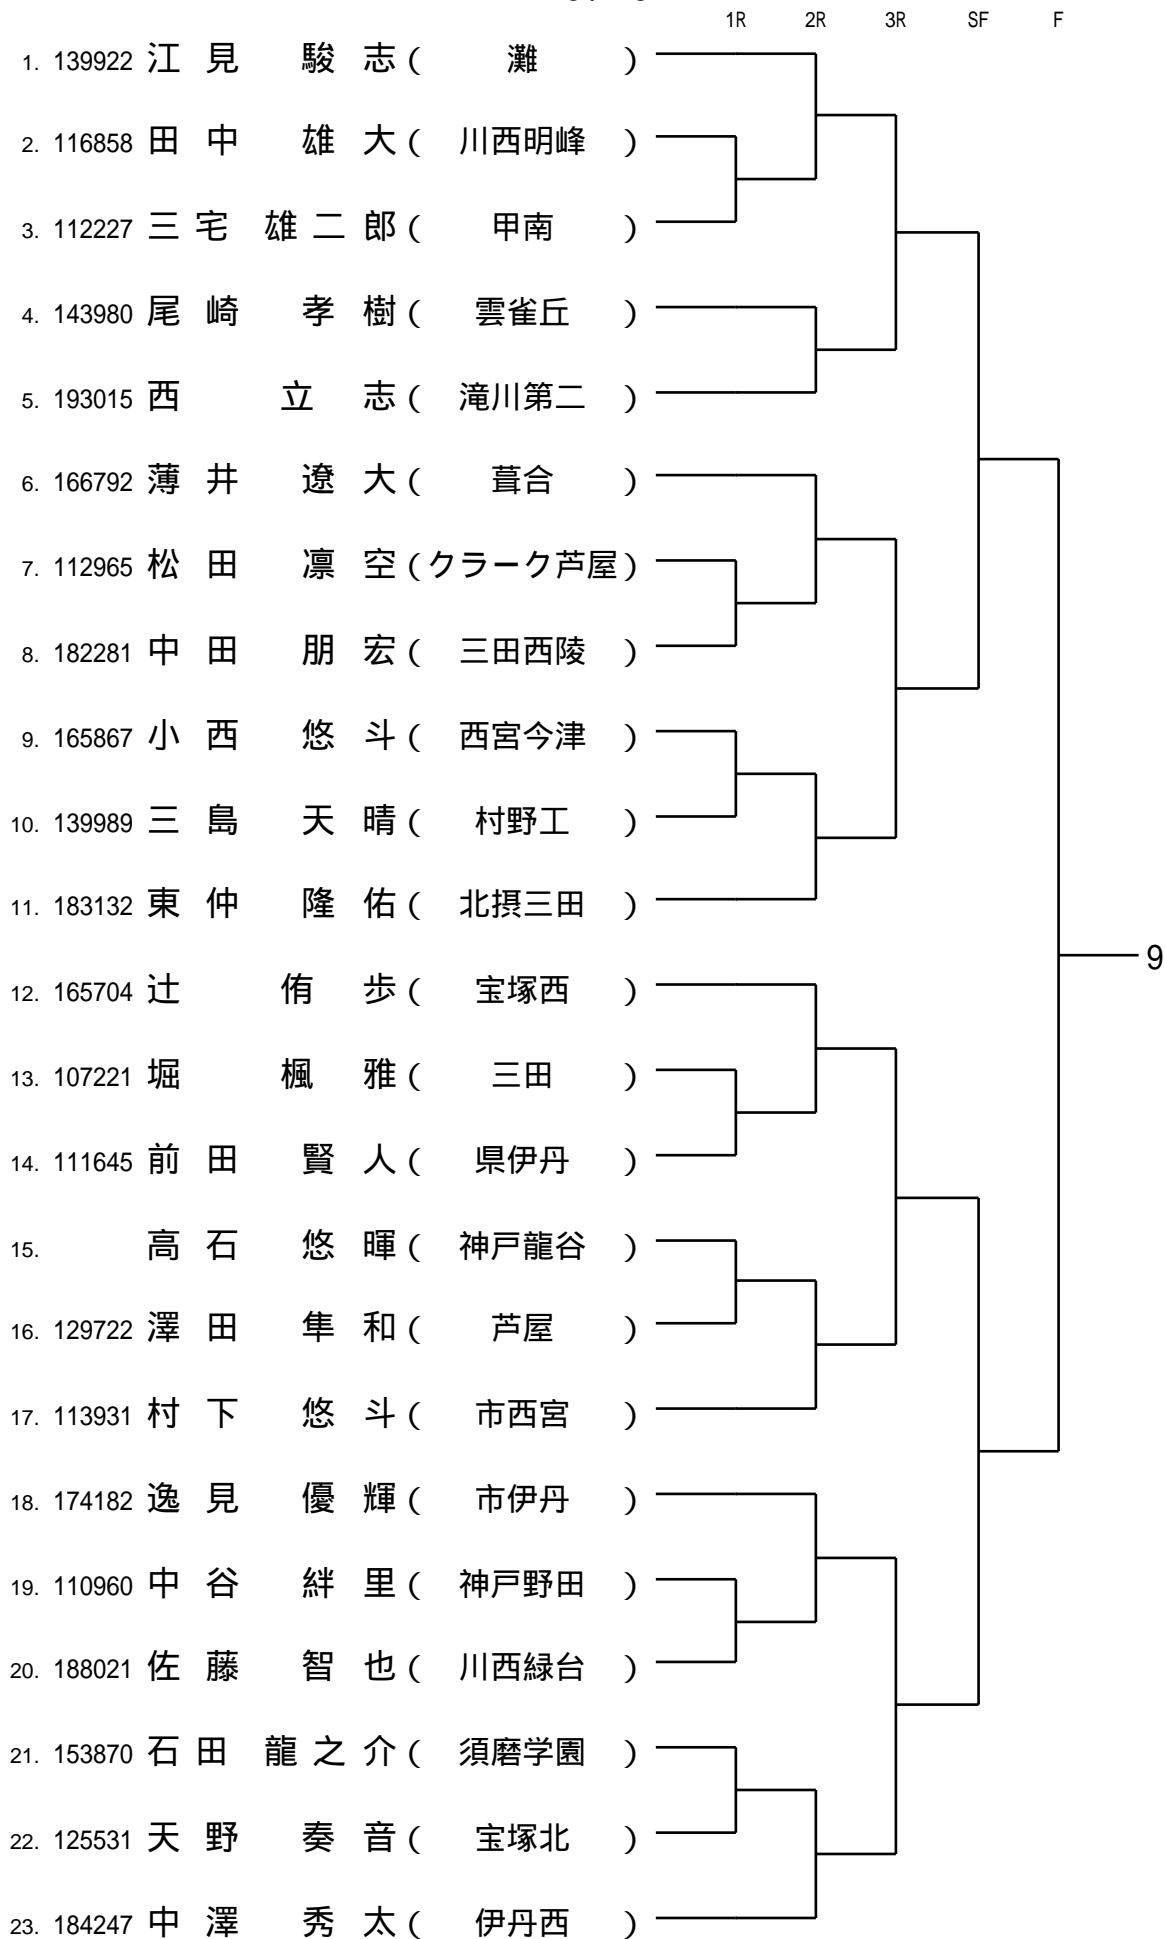 1R 2R 3R SF F
1. 139922 江見 駿志 ( 灘 )
2. 116858 田中 雄大 ( 川西明峰 )
3. 112227 三宅 雄二郎 ( 甲南 )
4. 143980 尾崎 孝樹 ( 雲雀丘 )
5. 193015 西 立志 ( 滝川第二 )
6. 166792 薄井 遼大 ( 葺合 )
7. 112965 松田 凛空 ( クラーク芦屋 )
8. 182281 中田 朋宏 ( 三田西陵 )
9. 165867 小西 悠斗 ( 西宮今津 )
10. 139989 三島 天晴 ( 村野工 )
11. 183132 東仲 隆佑 ( 北摂三田 )
9
12. 165704 辻 侑歩 ( 宝塚西 )
13. 107221 堀 楓雅 ( 三田 )
14. 111645 前田 賢人 ( 県伊丹 )
15. 高石 悠暉 ( 神戸龍谷 )
16. 129722 澤田 隼和 ( 芦屋 )
17. 113931 村下 悠斗 ( 市西宮 )
18. 174182 逸見 優輝 ( 市伊丹 )
19. 110960 中谷 絆里 ( 神戸野田 )
20. 188021 佐藤 智也 ( 川西緑台 )
21. 153870 石田 龍之介 ( 須磨学園 )
22. 125531 天野 奏音 ( 宝塚北 )
23. 184247 中澤 秀太 ( 伊丹西 )